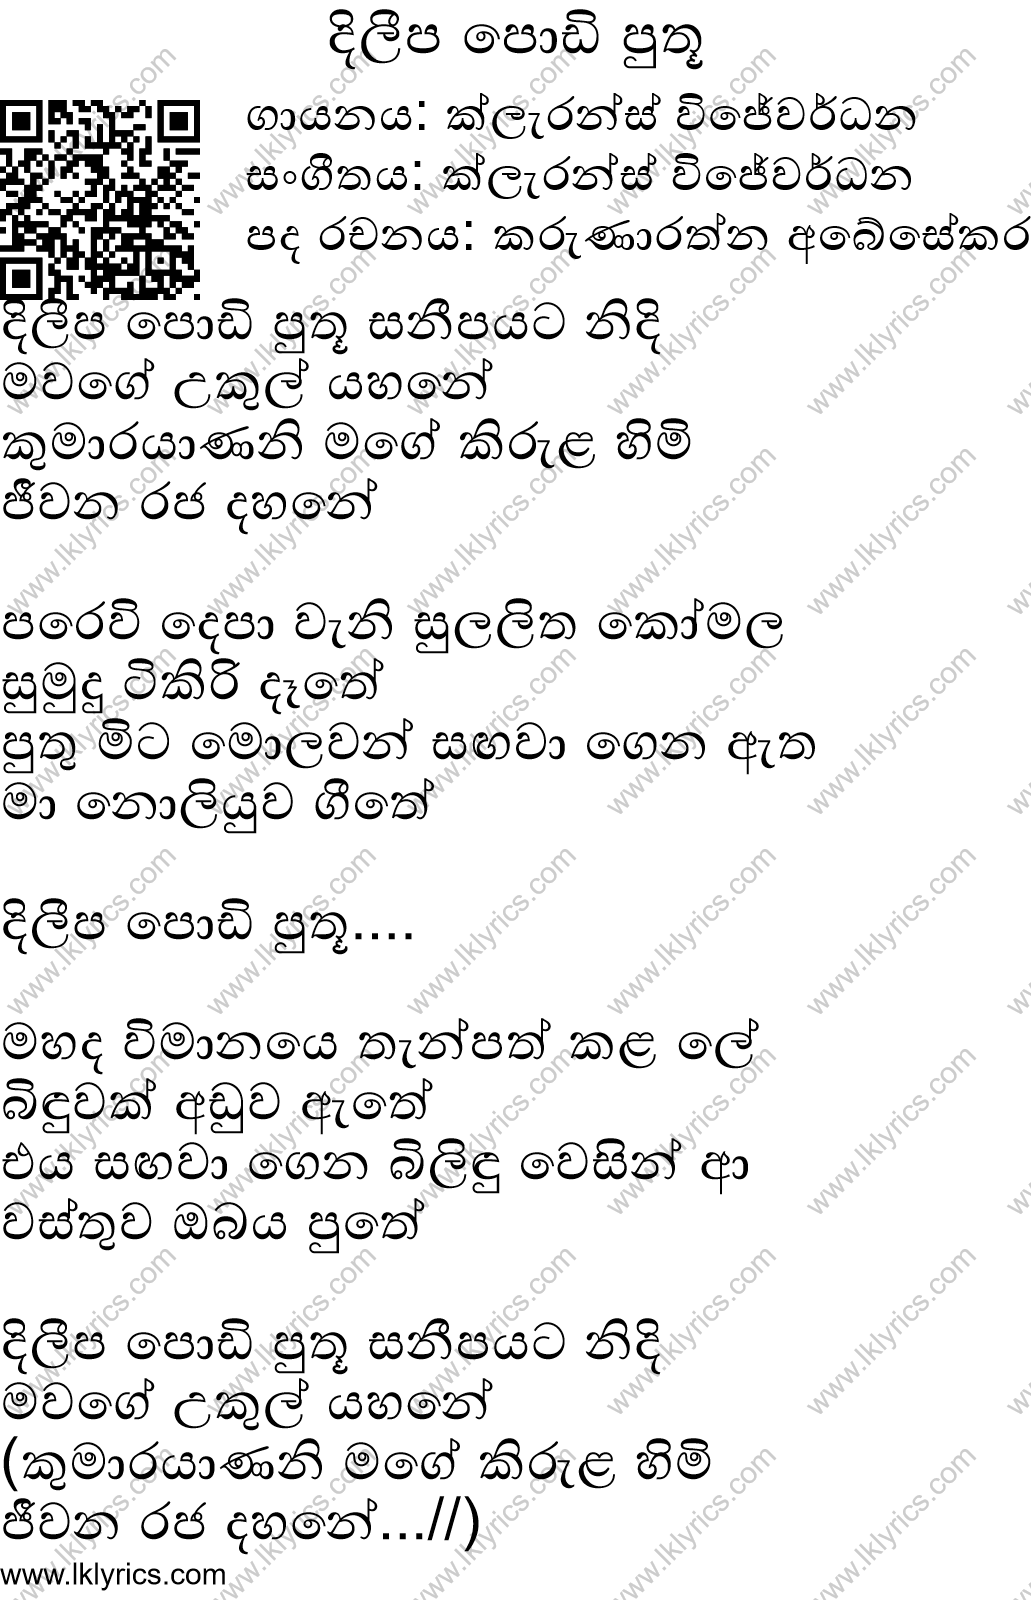 දිලීප පොඩි පුතූ
ගායනය: ක්ලැරන්ස් විජේවර්ධන
සංගීතය: ක්ලැරන්ස් විජේවර්ධන
පද රචනය: කරුණාරත්න අබේසේකර
දිලීප පොඩි පුතූ සනීපයට නිදි
මවගේ උකුල් යහනේ
කුමාරයාණනි මගේ කිරුළ හිමි
ජීවන රජ දහනේ
පරෙවි දෙපා වැනි සුලලිත කෝමල
සුමුදු ටිකිරි දෑතේ
පුතු මිට මොලවන් සඟවා ගෙන ඇත
මා නොලියුව ගීතේ
දිලීප පොඩි පුතූ....
මහද විමානයෙ තැන්පත් කළ ලේ
බිඳුවක් අඩුව ඇතේ
එය සඟවා ගෙන බිලිඳු වෙසින් ආ
වස්තුව ඔබය පුතේ
දිලීප පොඩි පුතූ සනීපයට නිදි
මවගේ උකුල් යහනේ
(කුමාරයාණනි මගේ කිරුළ හිමි
ජීවන රජ දහනේ...//)
www.lklyrics.com